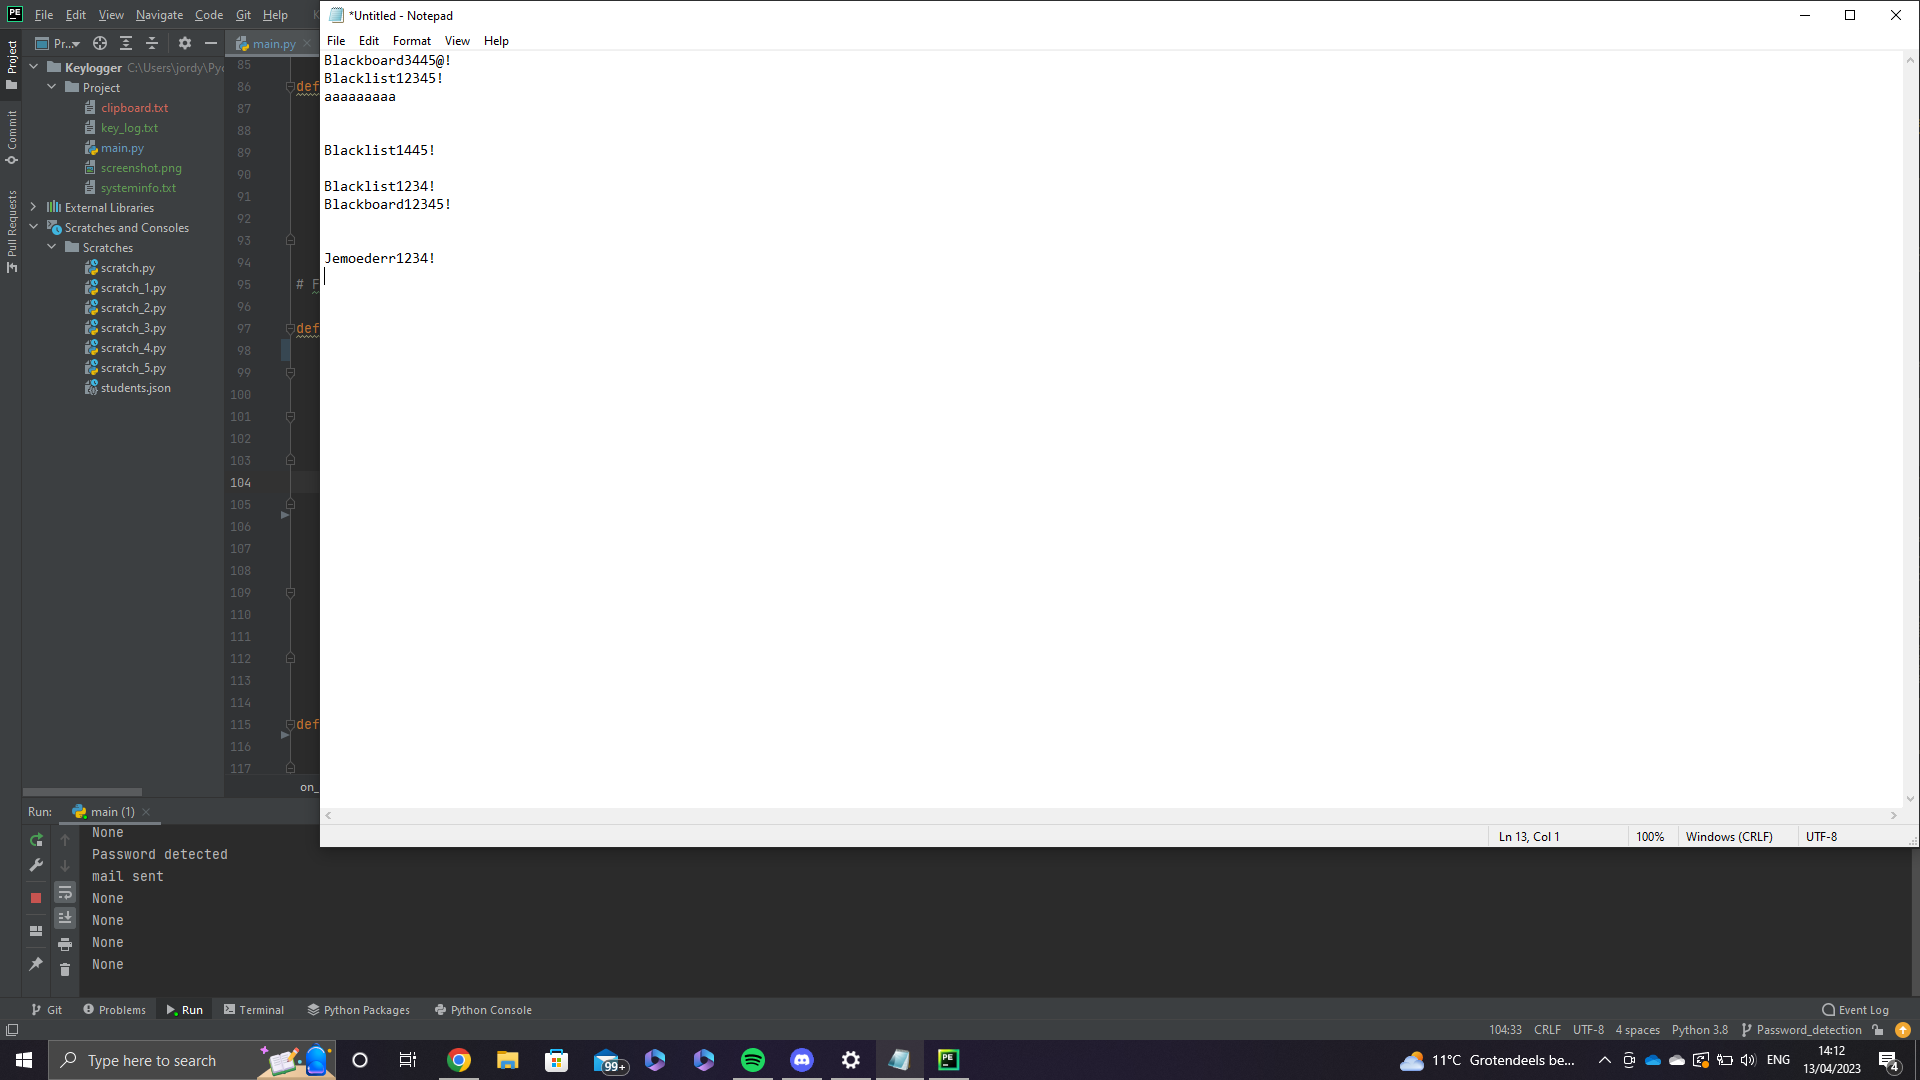 File Edit View Navigate Code Git Help
*Untitled - Notepad
File Edit Format View Help
Blackboard3445@!
Blacklist12345!
aaaaaaaaa
Blacklist1445!
Blacklist1234!
Blackboard12345!
Jemoederr1234!
Ln 13, Col 1
100%
Windows (CRLF)
UTF-8
Project
Commit
Pull Requests
Pr...
main.py
Keylogger C:\Users\jordy\Pyc
Project
clipboard.txt
key_log.txt
main.py
screenshot.png
systeminfo.txt
External Libraries
Scratches and Consoles
Scratches
scratch.py
scratch_1.py
scratch_2.py
scratch_3.py
scratch_4.py
scratch_5.py
students.json
85
86 def
87
88
89
90
91
92
93
94
95 # F
96
97 def
98
99
100
101
102
103
104
105
106
107
108
109
110
111
112
113
114
115 def
116
117
on_
Run: main (1)
None
Password detected
mail sent
None
None
None
None
Git Problems Run Terminal Python Packages Python Console Event Log
104:33 CRLF UTF-8 4 spaces Python 3.8 Password_detection
Type here to search
99+
PE
11°C Grotendeels be...
ENG
14:12
13/04/2023
4